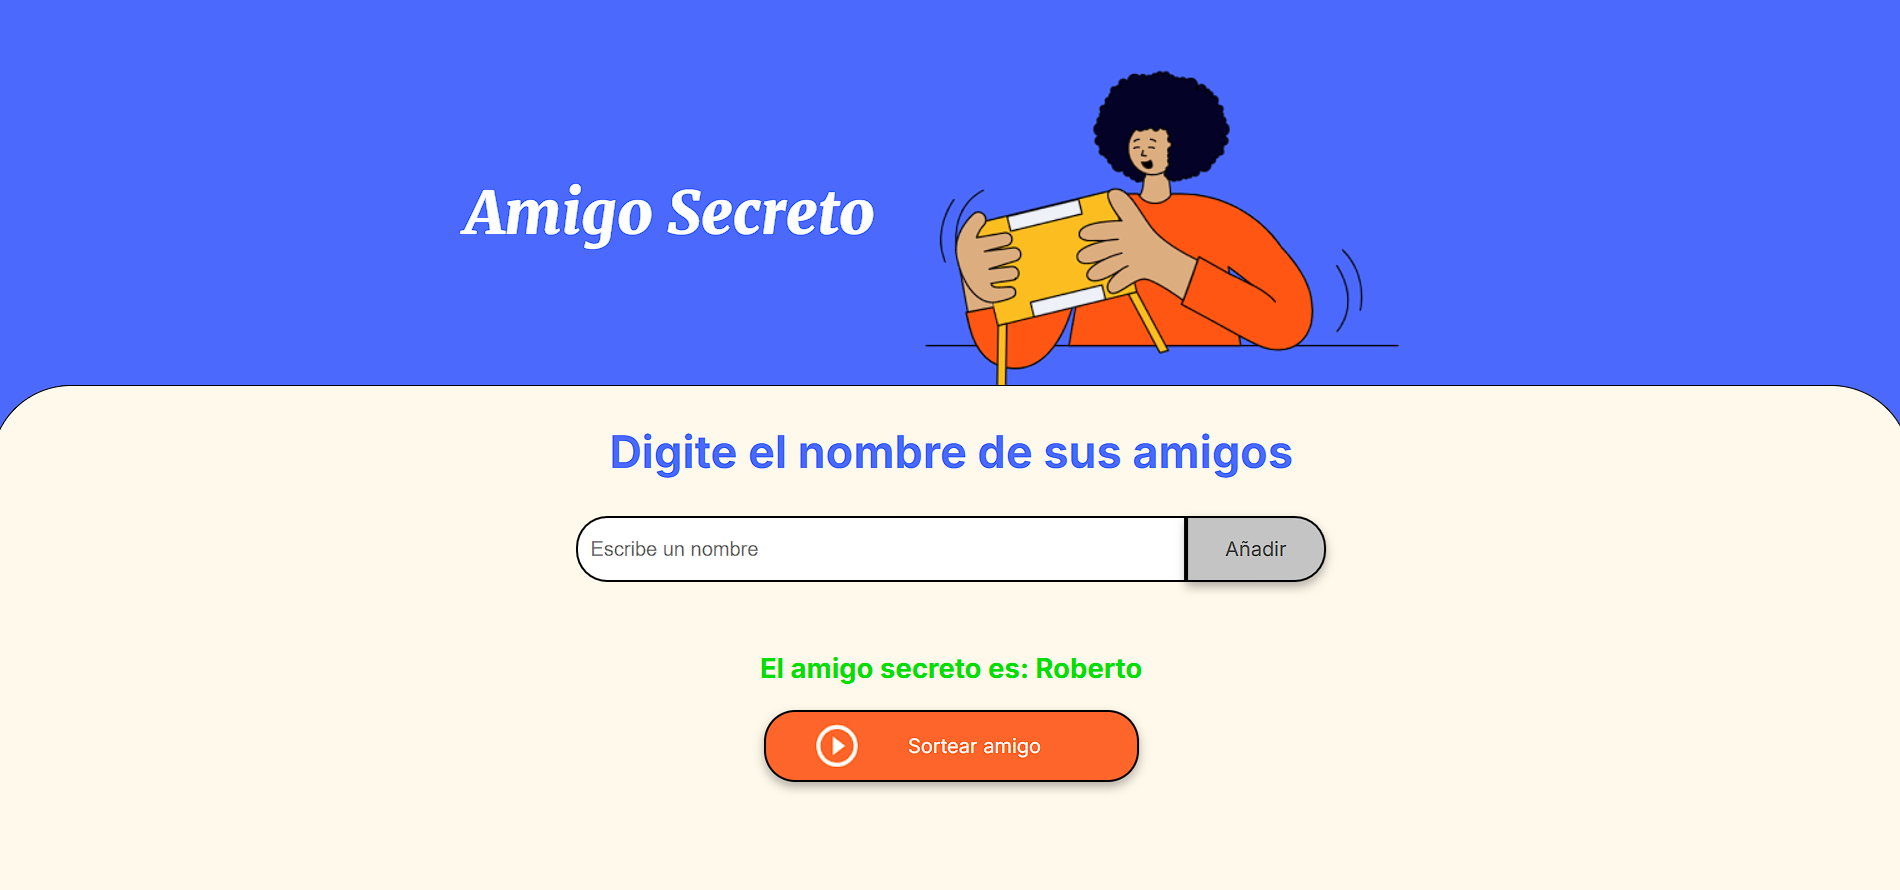 Amigo Secreto
Digite el nombre de sus amigos
Escribe un nombre
Añadir
El amigo secreto es: Roberto
Sortear amigo